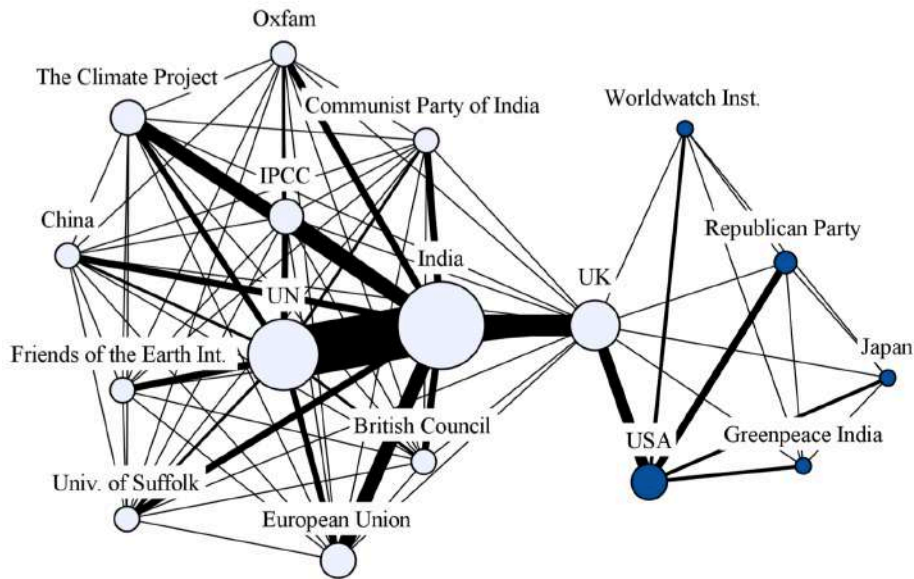 Oxfam
The Climate Project
Communist Party of India
Worldwatch Inst.
IPCC
China
Republican Party
India
UK
UN
Friends of the Earth Int.
Japan
British Council
USA
Greenpeace India
Univ. of Suffolk
European Union